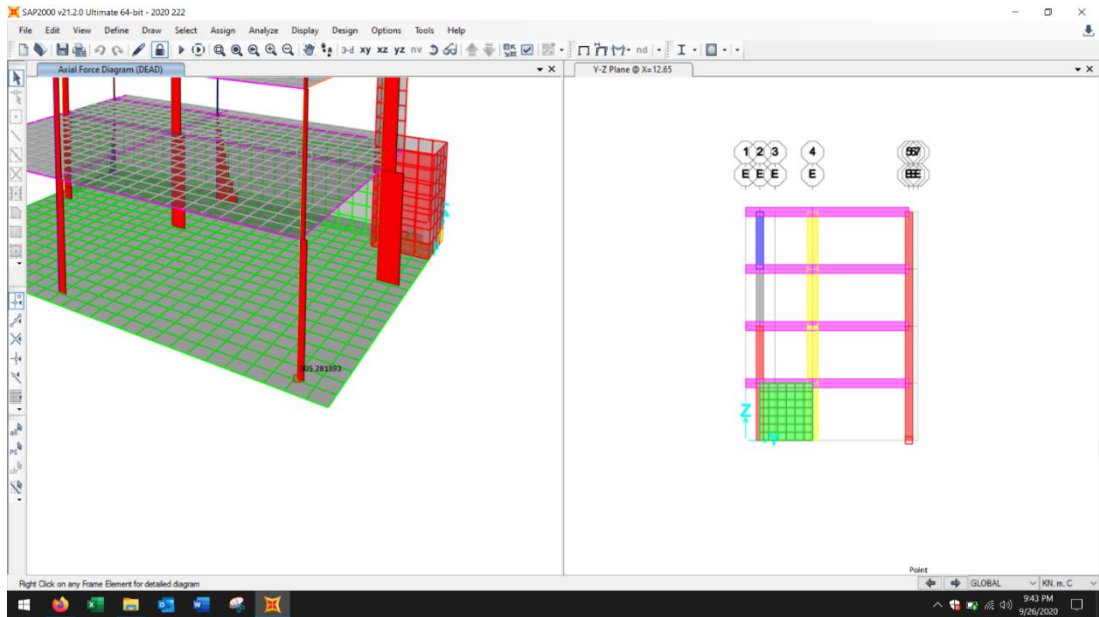 SAP2000 v21.2.0 Ultimate 64-bit - 2020 222
File Edit View Define Draw Select Assign Analyze Display Design Options Tools Help
3-d xy xz yz nv nd
Axial Force Diagram (DEAD)
Y-Z Plane @ X=12.65
1 2 3 4
E E E E
Z
Y
all
PS
clr
Point
Right Click on any Frame Element for detailed diagram
GLOBAL
KN, m, C
9:43 PM
9/26/2020